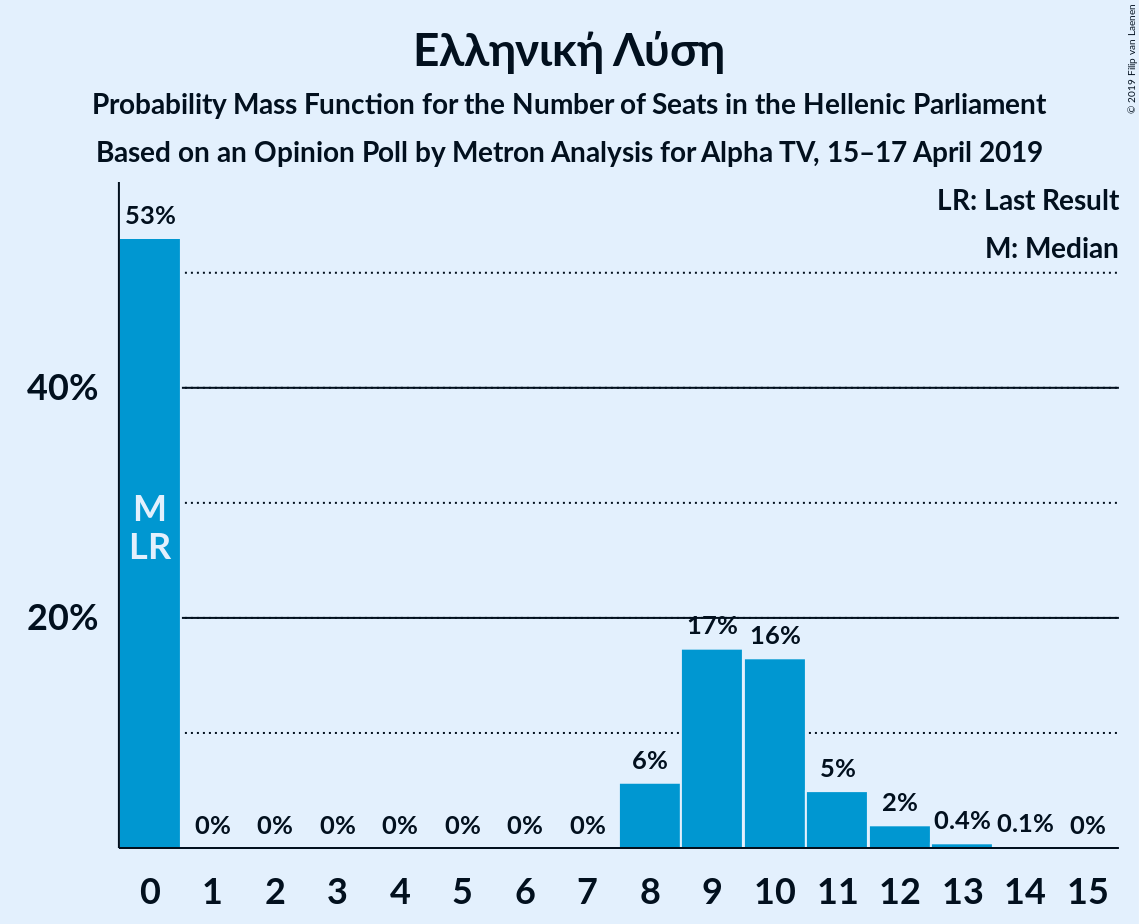 Ελληνική Λύση
Probability Mass Function for the Number of Seats in the Hellenic Parliament
Based on an Opinion Poll by Metron Analysis for Alpha TV, 15–17 April 2019
© 2019 Filip van Laenen
LR: Last Result
M: Median
53%
40%
M
LR
20%
17%
16%
6%
5%
2%
0% 0% 0% 0% 0% 0% 0% 0.4% 0.1% 0%
0 1 2 3 4 5 6 7 8 9 10 11 12 13 14 15